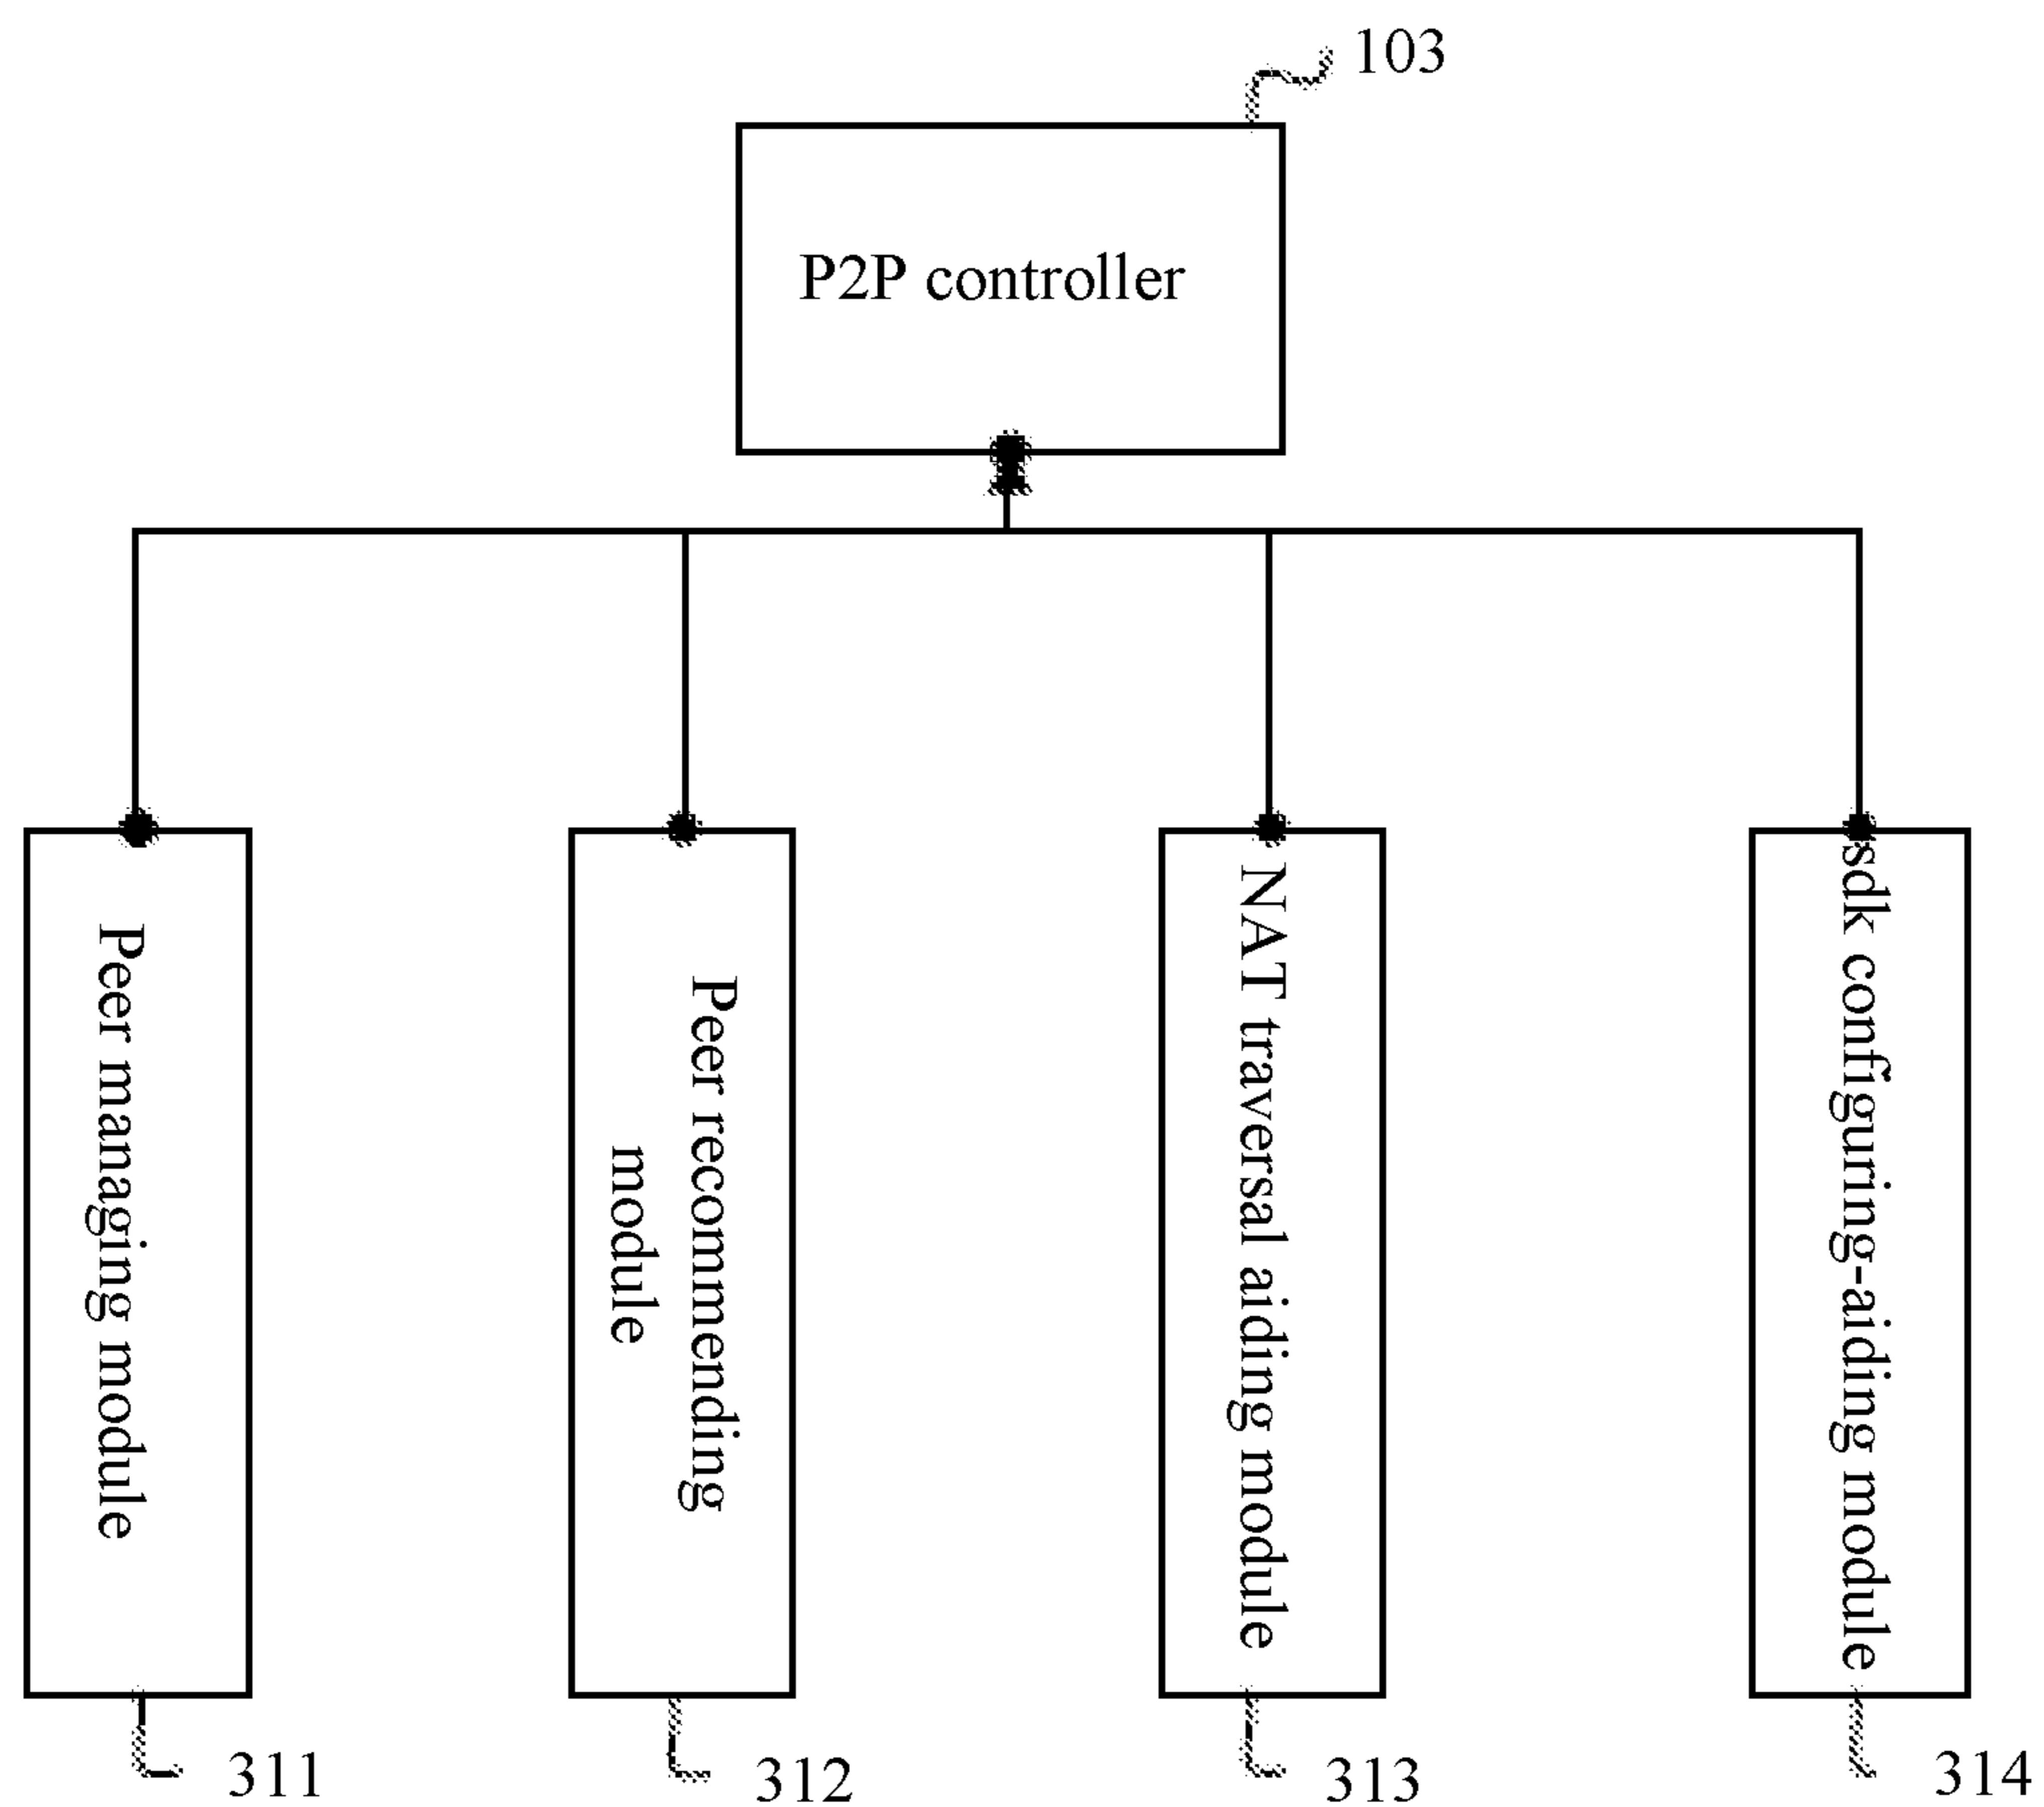 103
P2P controller
Peer managing module
Peer recommending
module
NAT traversal aiding module
sdk configuring-aiding module
311
312
313
314